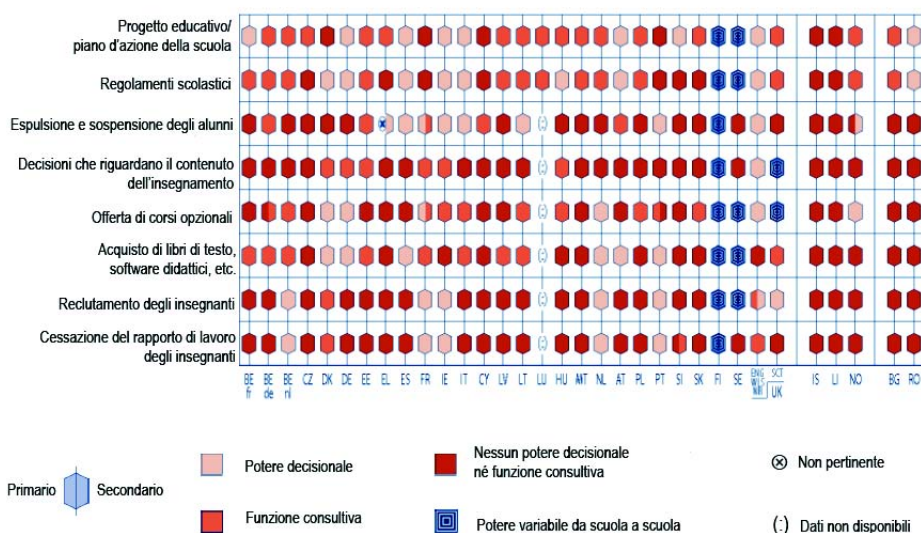 Progetto educativo/
piano d'azione della scuola
Regolamenti scolastici
Espulsione e sospensione degli alunni
Decisioni che riguardano il contenuto
dell'insegnamento
Offerta di corsi opzionali
Acquisto di libri di testo,
software didattici, etc.
Reclutamento degli insegnanti
Cessazione del rapporto di lavoro
degli insegnanti
(:)
(:)
(:)
(:)
(:)
(:)
BE BE BE CZ DK DE EE EL ES FR IE IT CY LV LT LU HU MT NL AT PL PT SI SK FI SE ENG SCT IS LI NO BG RO
fr de nl WLS UK
NIR
Potere decisionale
Nessun potere decisionale
né funzione consultiva
Non pertinente
Primario Secondario
Funzione consultiva
Potere variabile da scuola a scuola
(:) Dati non disponibili